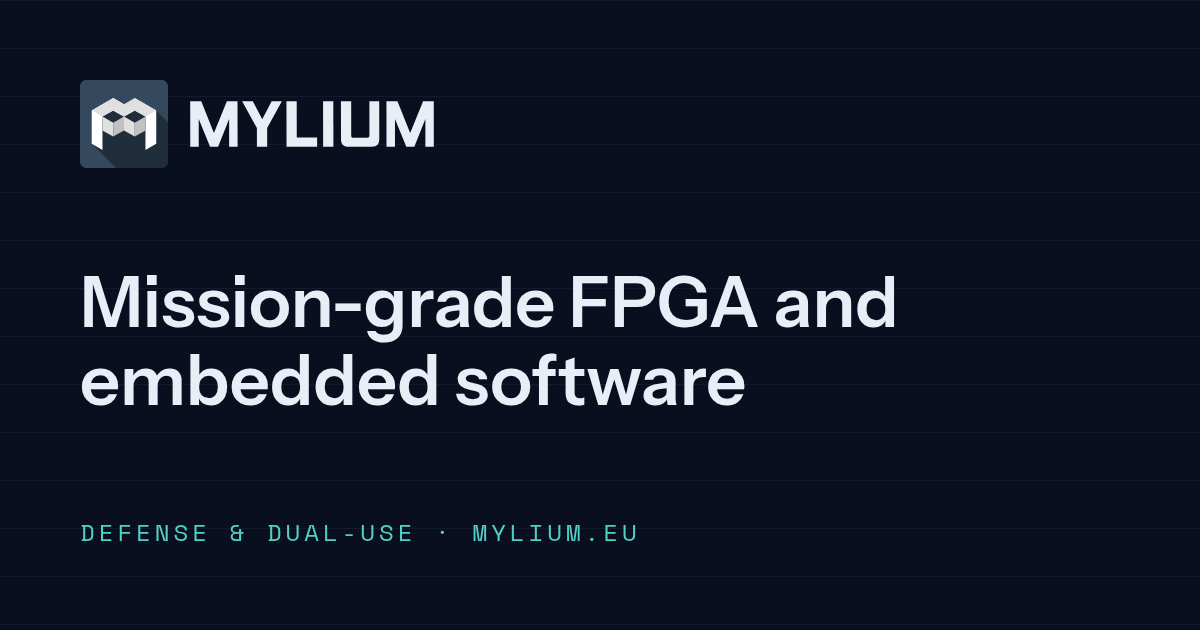 MYLIUM
Mission-grade FPGA and
embedded software
DEFENSE & DUAL-USE · MYLIUM.EU